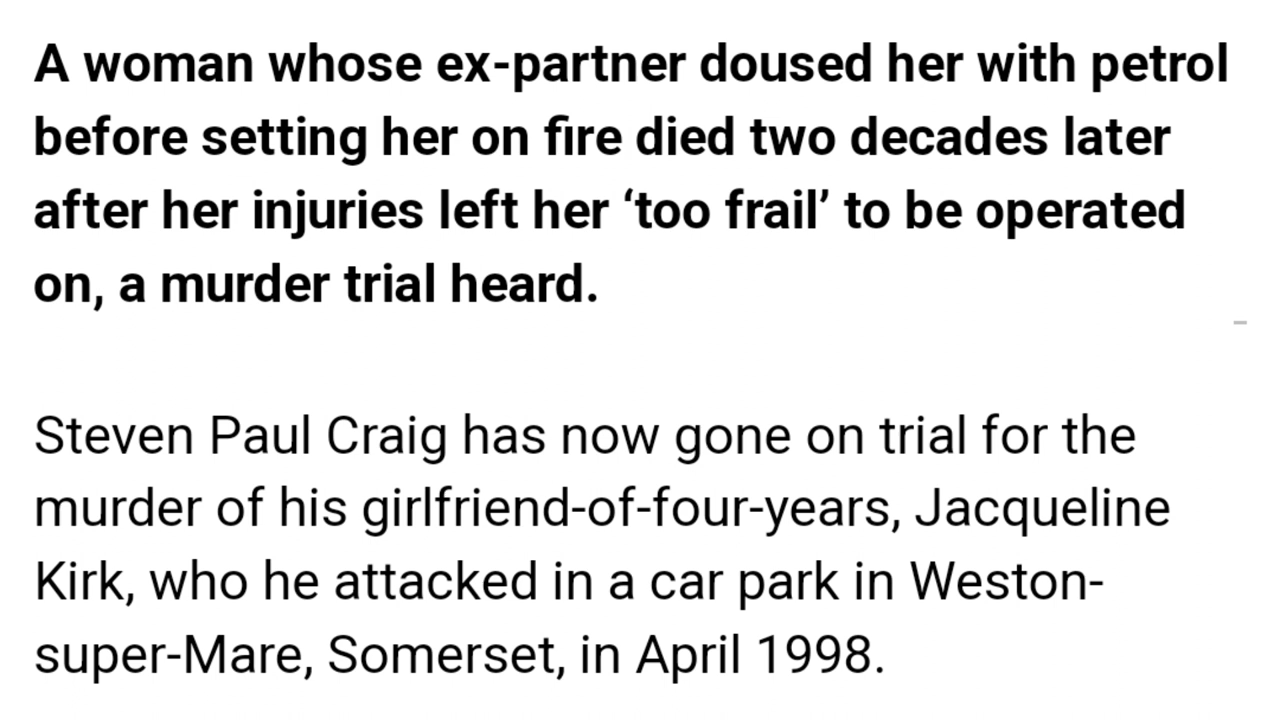 A woman whose ex-partner doused her with petrol
before setting her on fire died two decades later
after her injuries left her ‘too frail’ to be operated
on, a murder trial heard.
Steven Paul Craig has now gone on trial for the
murder of his girlfriend-of-four-years, Jacqueline
Kirk, who he attacked in a car park in Weston-
super-Mare, Somerset, in April 1998.